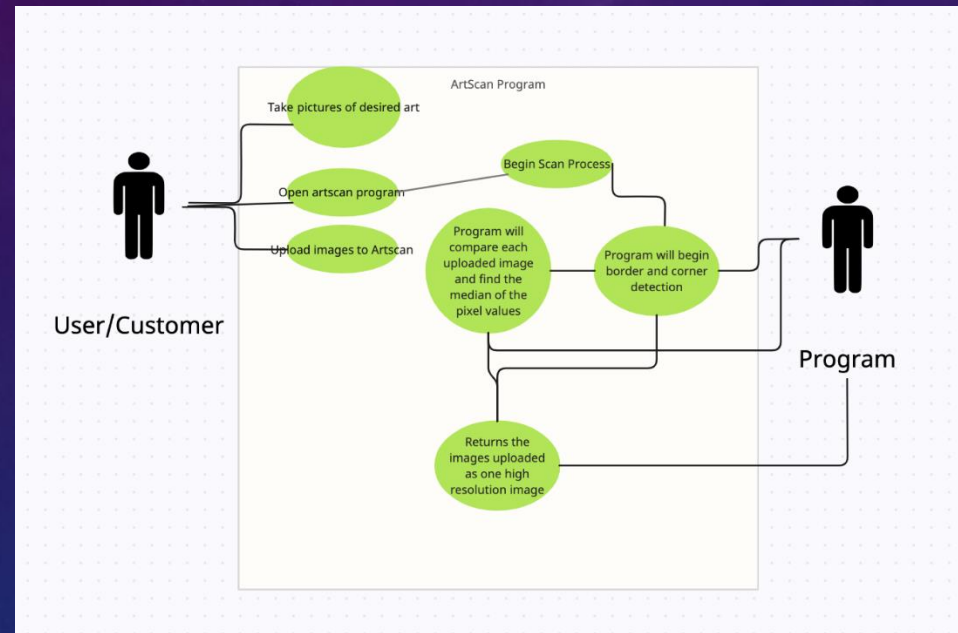 ArtScan Program
Take pictures of desired art
Begin Scan Process
Open artscan program
Upload images to Artscan
Program will
compare each
uploaded image
and find the
median of the
pixel values
Program will begin
border and corner
detection
User/Customer
Program
Returns the
images uploaded
as one high
resolution image